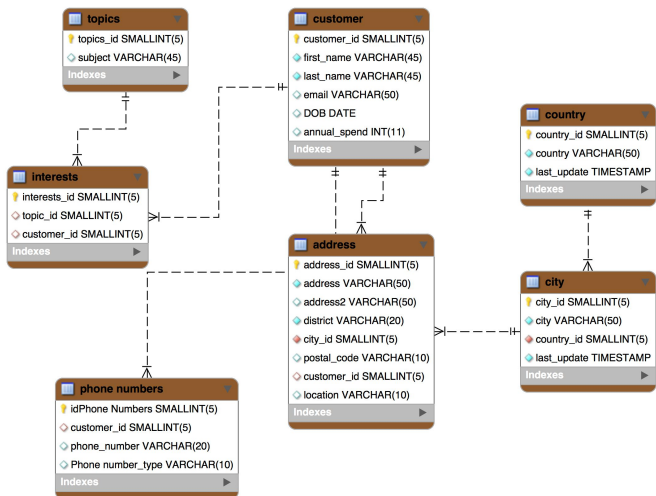 topics
topics_id SMALLINT(5)
subject VARCHAR(45)
Indexes
customer
customer_id SMALLINT(5)
first_name VARCHAR(45)
last_name VARCHAR(45)
email VARCHAR(50)
DOB DATE
annual_spend INT(11)
Indexes
country
country_id SMALLINT(5)
country VARCHAR(50)
last_update TIMESTAMP
Indexes
interests
interests_id SMALLINT(5)
topic_id SMALLINT(5)
customer_id SMALLINT(5)
Indexes
address
address_id SMALLINT(5)
address VARCHAR(50)
address2 VARCHAR(50)
district VARCHAR(20)
city_id SMALLINT(5)
postal_code VARCHAR(10)
customer_id SMALLINT(5)
location VARCHAR(10)
Indexes
city
city_id SMALLINT(5)
city VARCHAR(50)
country_id SMALLINT(5)
last_update TIMESTAMP
Indexes
phone numbers
idPhone Numbers SMALLINT(5)
customer_id SMALLINT(5)
phone_number VARCHAR(20)
Phone number_type VARCHAR(10)
Indexes